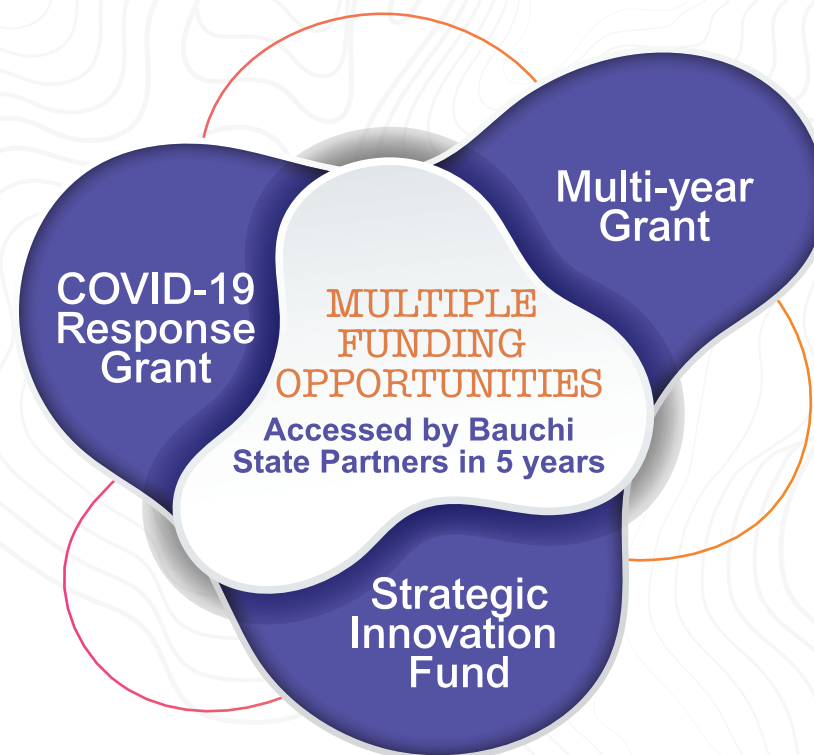 MULTIPLE
FUNDING
OPPORTUNITIES
Accessed by Bauchi
State Partners in 5 years
COVID-19
Response
Grant
Multi-year
Grant
Strategic
Innovation
Fund